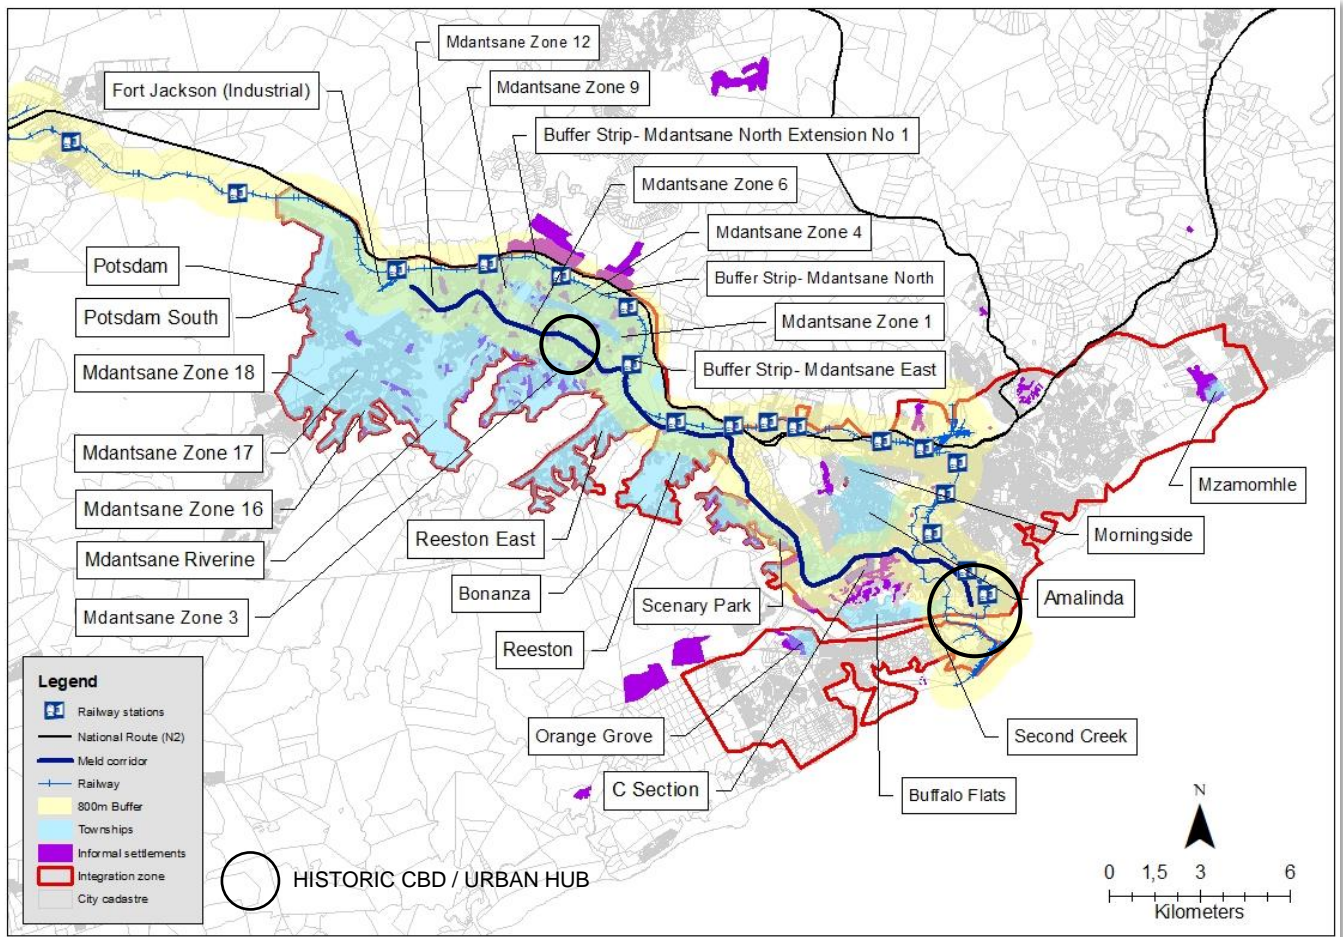 Mdantsane Zone 12
Fort Jackson (Industrial)
Mdantsane Zone 9
Buffer Strip- Mdantsane North Extension No 1
Mdantsane Zone 6
Mdantsane Zone 4
Potsdam
Buffer Strip- Mdantsane North
Potsdam South
Mdantsane Zone 1
Mdantsane Zone 18
Buffer Strip- Mdantsane East
Mdantsane Zone 17
Mzamomhle
Mdantsane Zone 16
Reeston East
Morningside
Mdantsane Riverine
Bonanza
Scenary Park
Amalinda
Mdantsane Zone 3
Reeston
Orange Grove
Second Creek
C Section
Buffalo Flats
Legend
Railway stations
National Route (N2)
Meld corridor
Railway
800m Buffer
Townships
Informal settlements
Integration zone
City cadastre
HISTORIC CBD / URBAN HUB
N
0 1,5 3 6
Kilometers